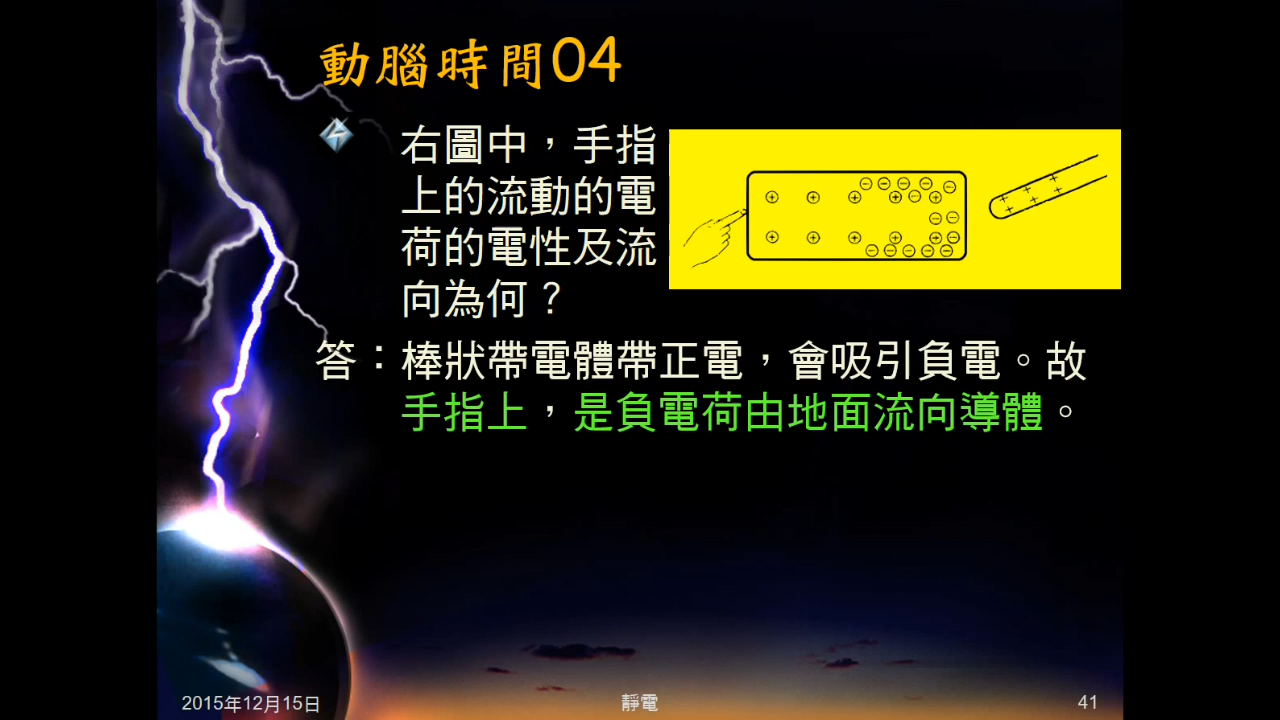 動腦時間04
右圖中，手指
上的流動的電
荷的電性及流
向為何？
答：棒狀帶電體帶正電，會吸引負電。故
手指上，是負電荷由地面流向導體。
2015年12月15日
靜電
41